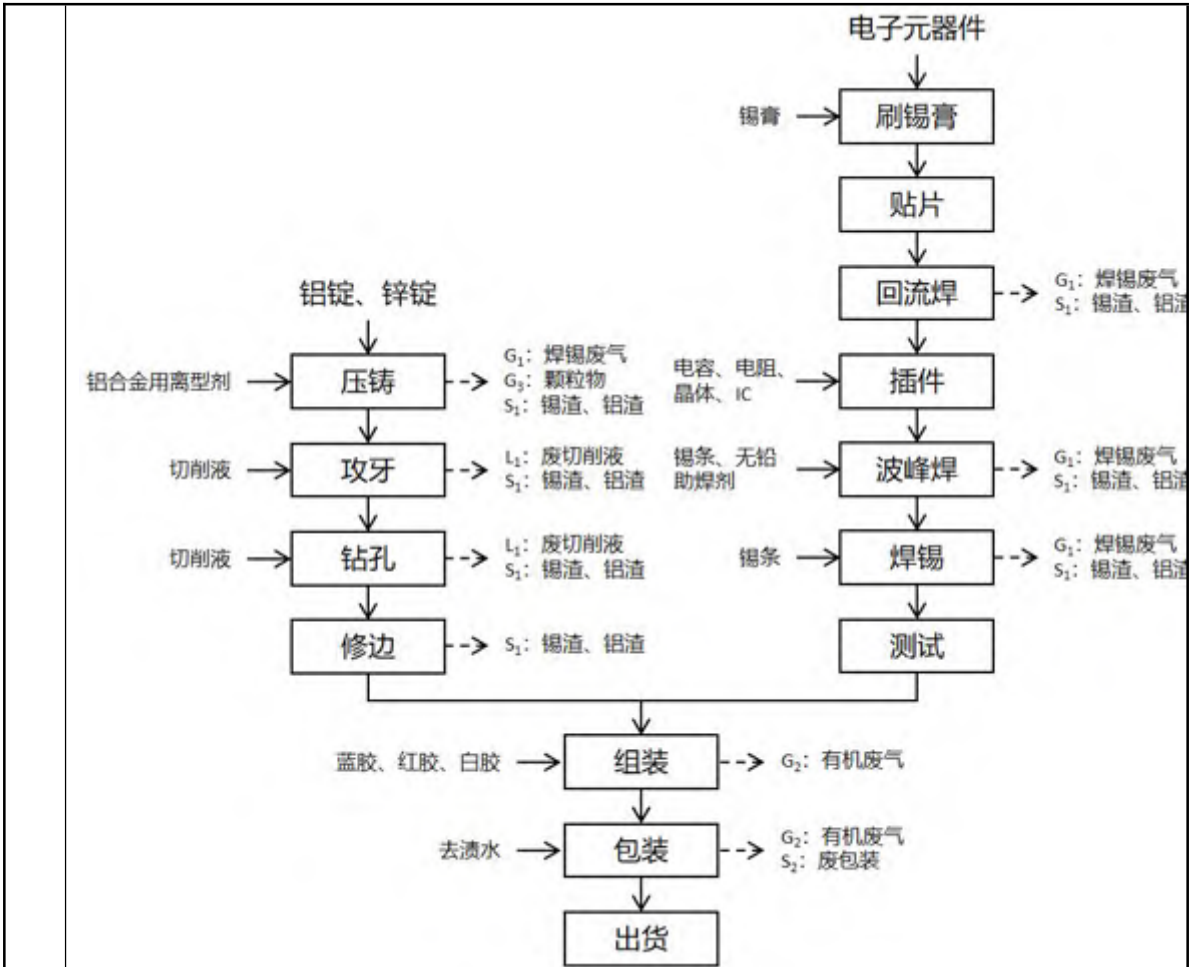 电子元器件
锡膏
刷锡膏
贴片
回流焊
G₁：焊锡废气
S₁：锡渣、铝渣
铝锭、锌锭
铝合金用离型剂
压铸
G₁：焊锡废气
G₃：颗粒物
S₁：锡渣、铝渣
电容、电阻、
晶体、IC
插件
切削液
攻牙
L₁：废切削液
S₁：锡渣、铝渣
锡条、无铅
助焊剂
波峰焊
G₁：焊锡废气
S₁：锡渣、铝渣
切削液
钻孔
L₁：废切削液
S₁：锡渣、铝渣
锡条
焊锡
G₁：焊锡废气
S₁：锡渣、铝渣
修边
S₁：锡渣、铝渣
测试
蓝胶、红胶、白胶
组装
G₂：有机废气
去渍水
包装
G₂：有机废气
S₂：废包装
出货